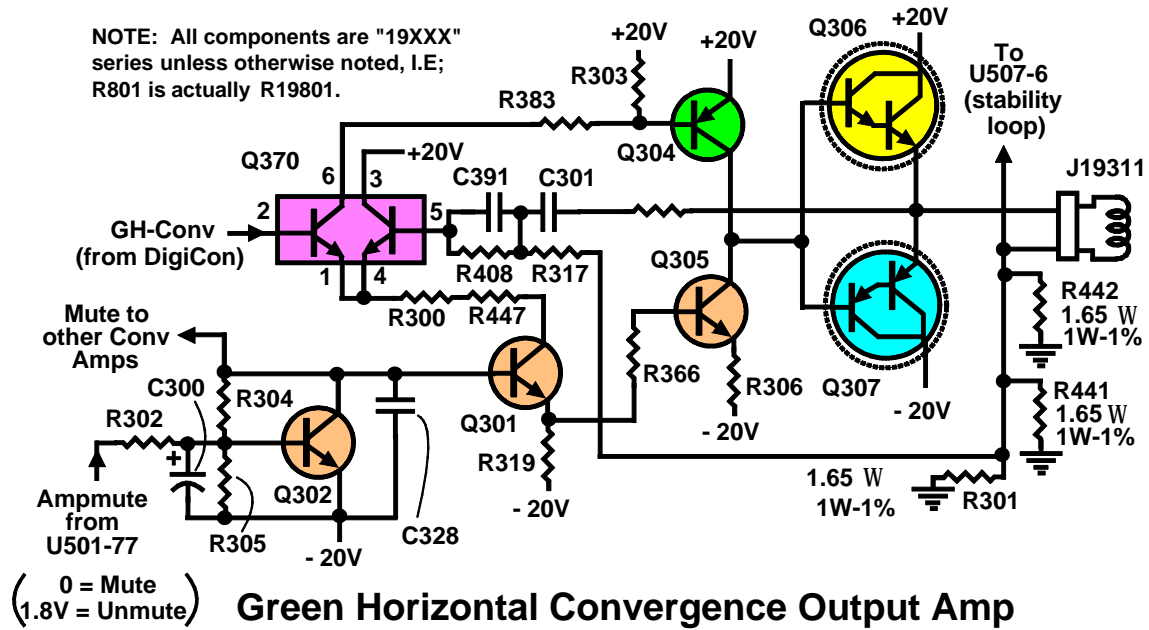 NOTE: All components are "19XXX"
series unless otherwise noted, I.E;
R801 is actually R19801.
+20V
R303
+20V
Q306
+20V
To
U507-6
(stability
loop)
R383
Q304
J19311
Q370
+20V
6
3
C391
C301
2
5
GH-Conv
(from DigiCon)
R408
R317
Q305
1
4
R300
R447
R442
1.65 W
1W-1%
Mute to
other Conv
Amps
C300
R304
R366
R306
Q307
- 20V
R441
1.65 W
1W-1%
R302
Q301
- 20V
+
R319
1.65 W
1W-1%
R301
Q302
Ampmute
from
U501-77
R305
- 20V
C328
- 20V
0 = Mute
1.8V = Unmute
Green Horizontal Convergence Output Amp